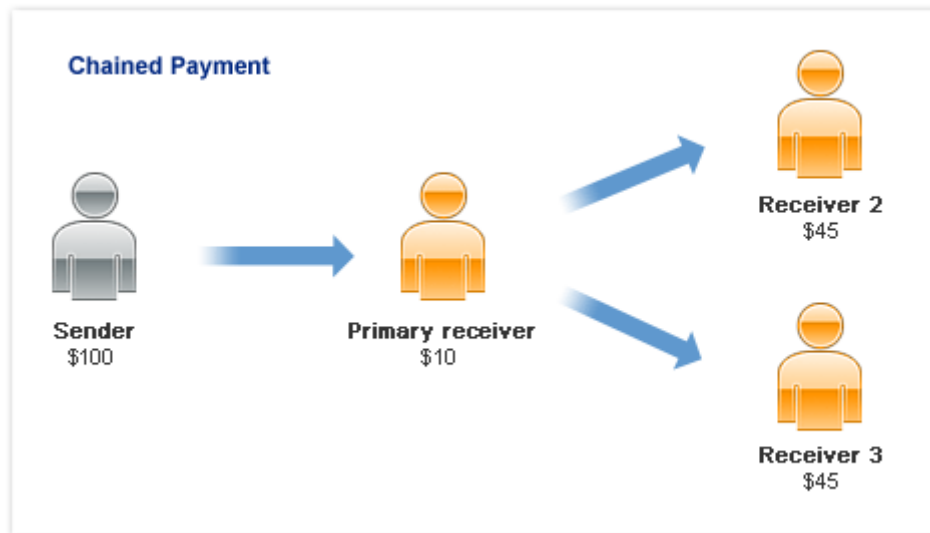 Chained Payment
Sender
$100
Primary receiver
$10
Receiver 2
$45
Receiver 3
$45